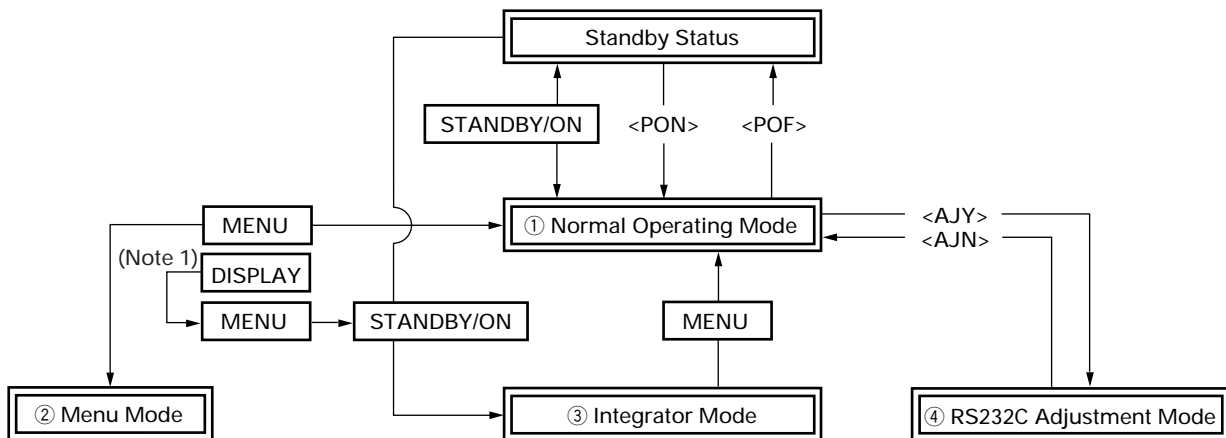 Standby Status
STANDBY/ON
<PON>
<POF>
MENU
① Normal Operating Mode
<AJY>
<AJN>
(Note 1)
DISPLAY
MENU
STANDBY/ON
MENU
② Menu Mode
③ Integrator Mode
④ RS232C Adjustment Mode